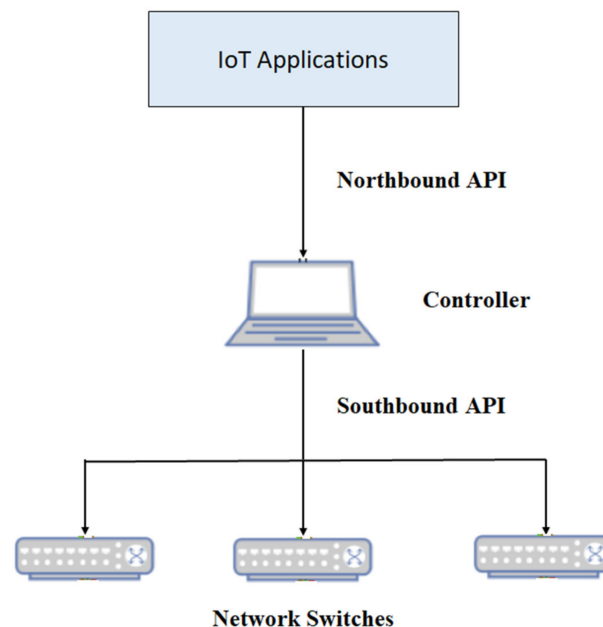 IoT Applications
Northbound API
Controller
Southbound API
Network Switches